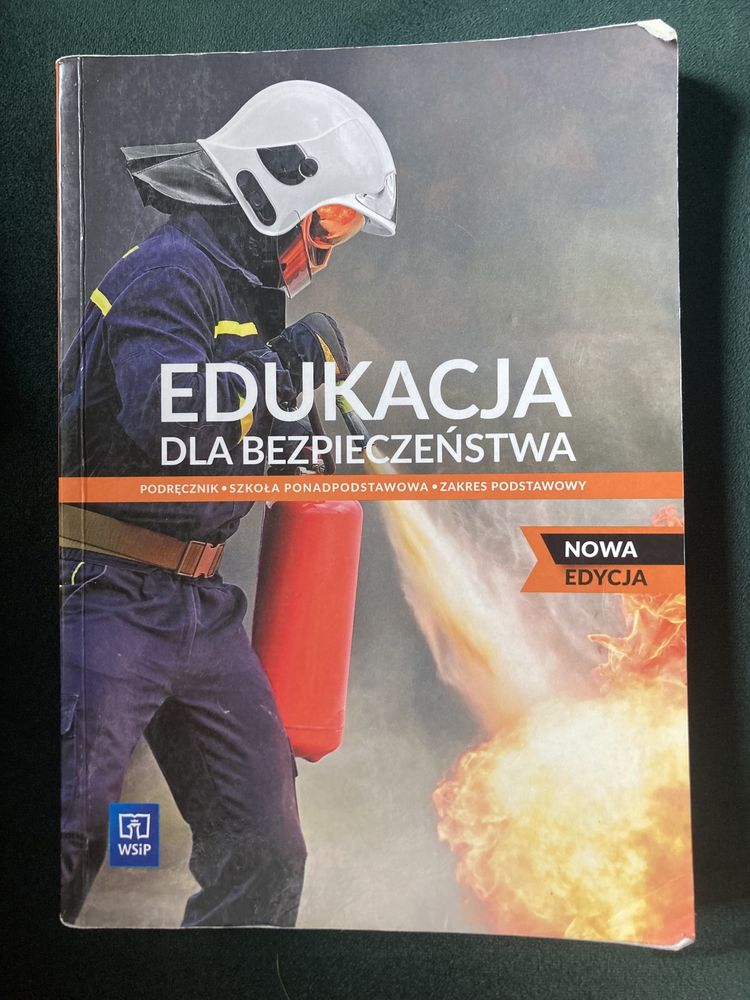 EDUKACJA
DLA BEZPIECZEŃSTWA
PODRĘCZNIK • SZKOŁA PONADPODSTAWOWA • ZAKRES PODSTAWOWY
NOWA
EDYCJA
WSiP